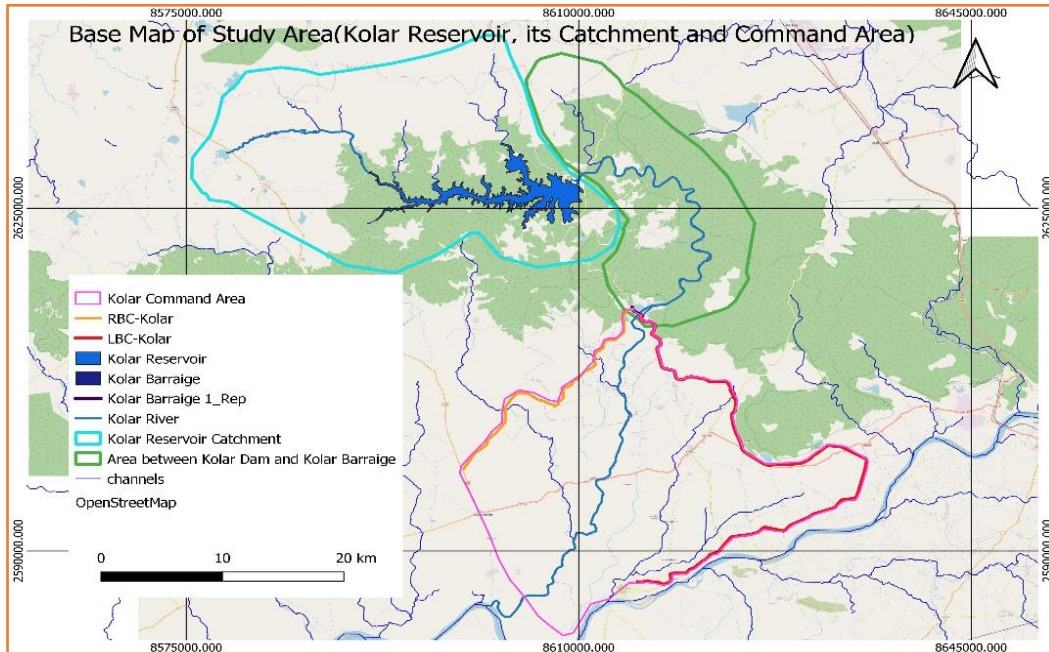 8575000.000 8610000.000 8645000.000
Base Map of Study Area(Kolar Reservoir, its Catchment and Command Area)
2625000.000 2625000.000
Kolar Command Area
RBC-Kolar
LBC-Kolar
Kolar Reservoir
Kolar Barraige
Kolar Barraige 1_Rep
Kolar River
Kolar Reservoir Catchment
Area between Kolar Dam and Kolar Barraige
channels
OpenStreetMap
0 10 20 km
2590000.000 2590000.000
8575000.000 8610000.000 8645000.000